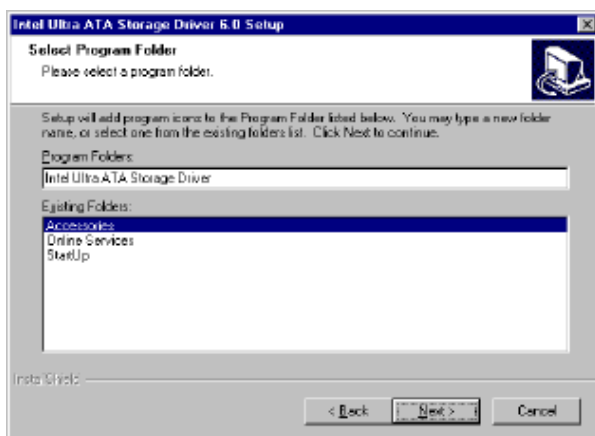 Intel Ultra ATA Storage Driver 6.0 Setup
Select Program Folder
Please select a program folder.
Setup will add program icons to the Program Folder listed below. You may type a new folder
name, or select one from the existing folders list. Click Next to continue.
Program Folders:
Intel Ultra ATA Storage Driver
Existing Folders:
Accessories
Online Services
StartUp
InstallShield
< Back
Next >
Cancel